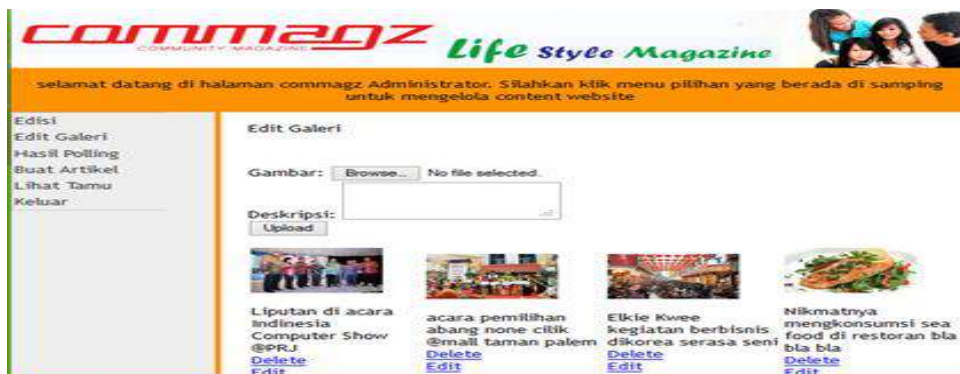 commagz
COMMUNITY MAGAZINE
Life Style Magazine
selamat datang di halaman commagz Administrator. Silahkan klik menu pilihan yang berada di samping
untuk mengelola content website
Edisi
Edit Galeri
Hasil Polling
Buat Artikel
Lihat Tamu
Keluar
Edit Galeri
Gambar: Browse... No file selected.
Deskripsi:
Upload
Liputan di acara
Indinesia
Computer Show
@PRJ
Delete
Edit
acara pemilihan
abang none cilik
@mall taman palem
Delete
Edit
Elkie Kwee
kegiatan berbisnis
dikorea serasa seni
Delete
Edit
Nikmatnya
mengkonsumsi sea
food di restoran bla
bla bla
Delete
Edit